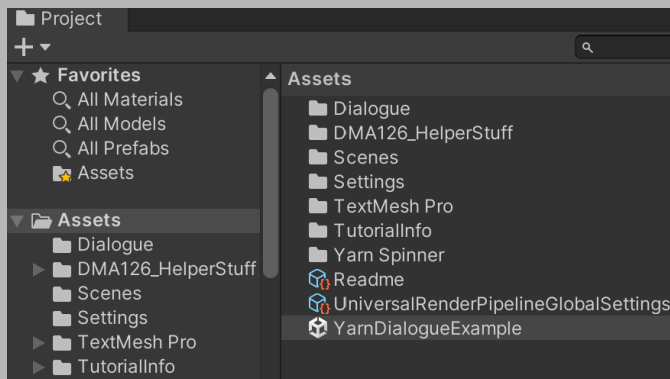 Project
Favorites
All Materials
All Models
All Prefabs
Assets
Assets
Dialogue
DMA126_HelperStuff
Scenes
Settings
TextMesh Pro
TutorialInfo
Assets
Dialogue
DMA126_HelperStuff
Scenes
Settings
TextMesh Pro
TutorialInfo
Yarn Spinner
Readme
UniversalRenderPipelineGlobalSettings
YarnDialogueExample